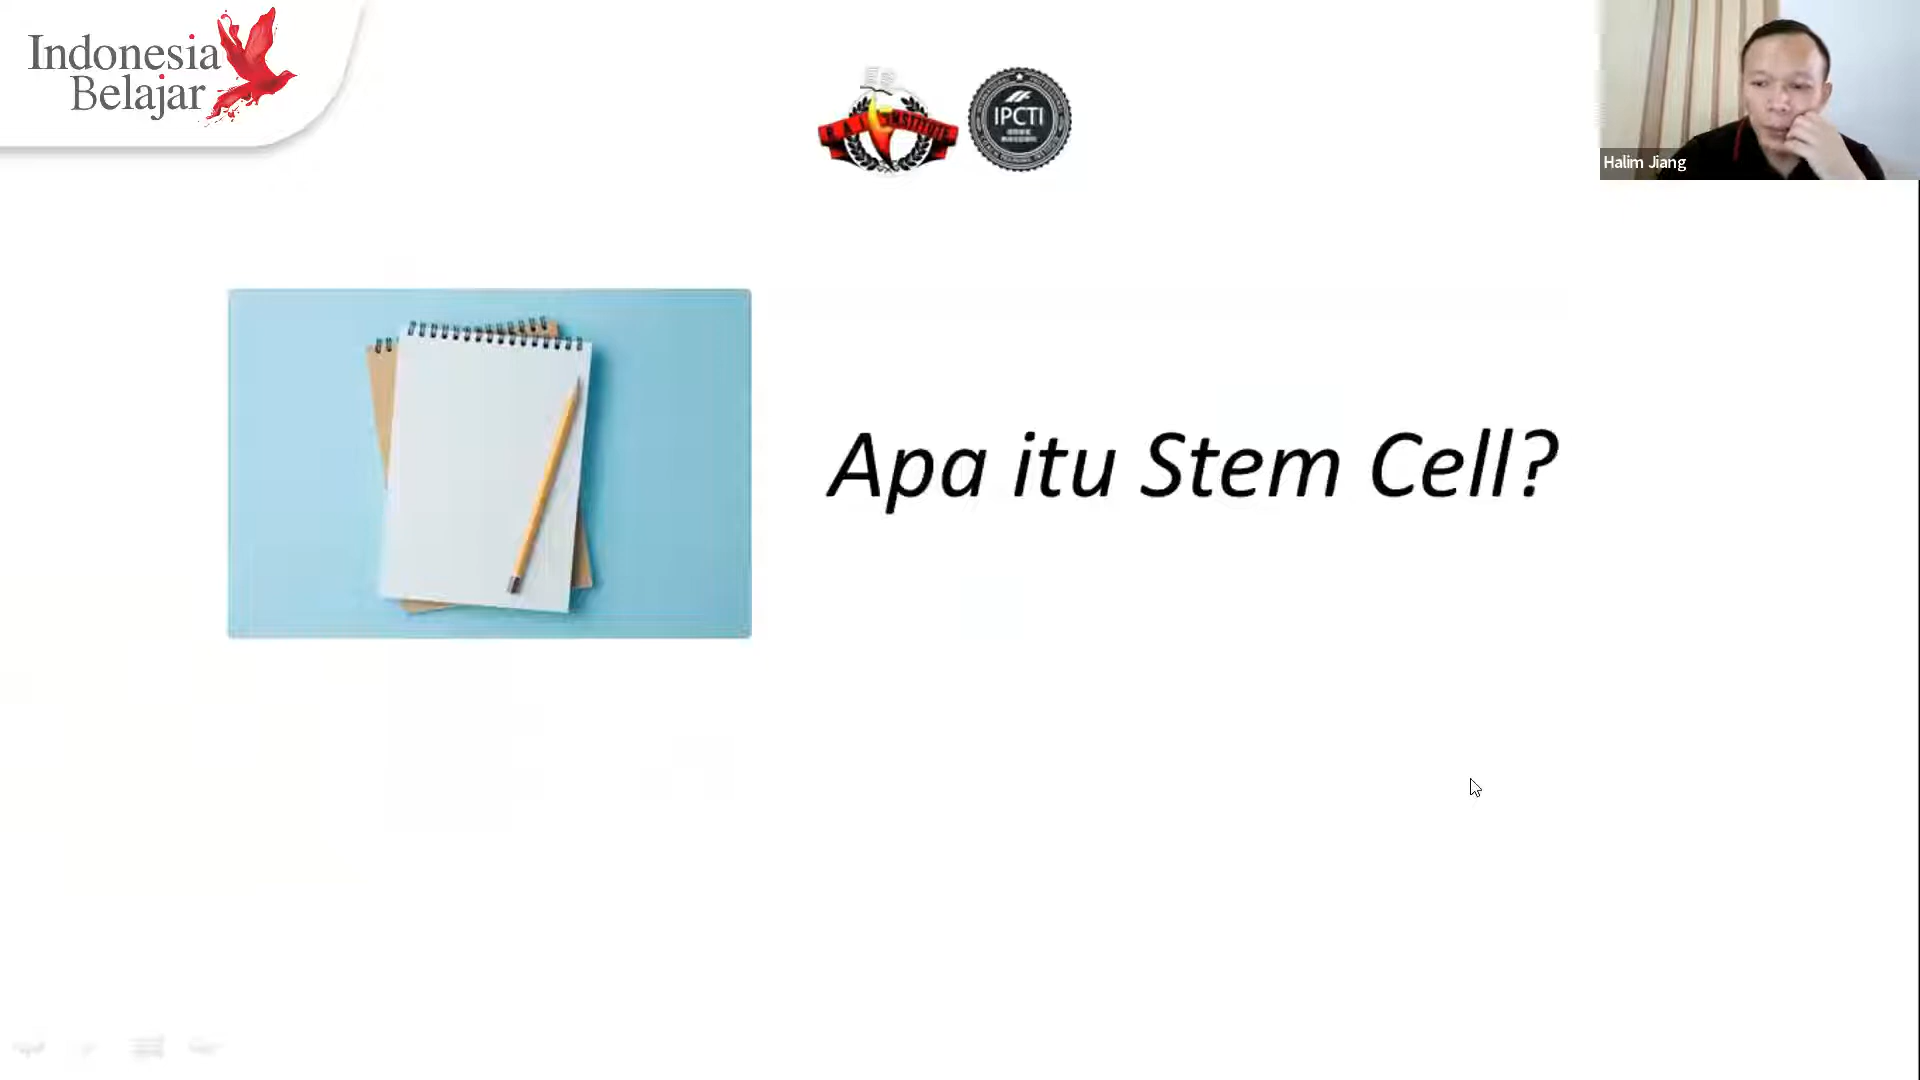 Indonesia
Belajar
IPCTI
Halim Jiang
Apa itu Stem Cell?